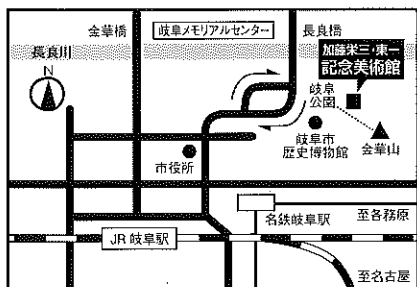 金華橋
岐阜メモリアルセンター
長良橋
長良川
加藤栄三・東一
記念美術館
N
岐阜
公園
岐阜市
歴史博物館
金華山
市役所
名鉄岐阜駅
至各務原
JR岐阜駅
至名古屋